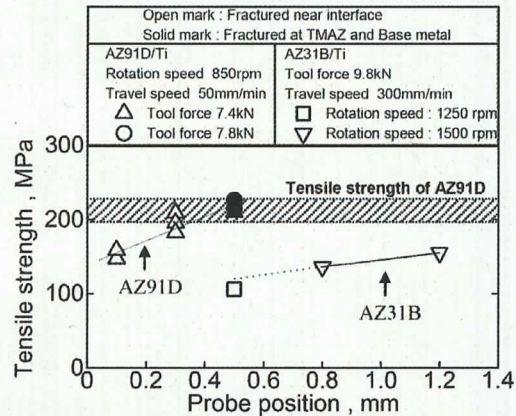 Open mark : Fractured near interface
Solid mark : Fractured at TMAZ and Base metal
AZ91D/Ti
Rotation speed 850rpm
Travel speed 50mm/min
△ Tool force 7.4kN
○ Tool force 7.8kN
AZ31B/Ti
Tool force 9.8kN
Travel speed 300mm/min
□ Rotation speed : 1250 rpm
▽ Rotation speed : 1500 rpm
300
200
100
0
Tensile strength , MPa
Tensile strength of AZ91D
AZ91D
AZ31B
0 0.2 0.4 0.6 0.8 1.0 1.2 1.4
Probe position , mm